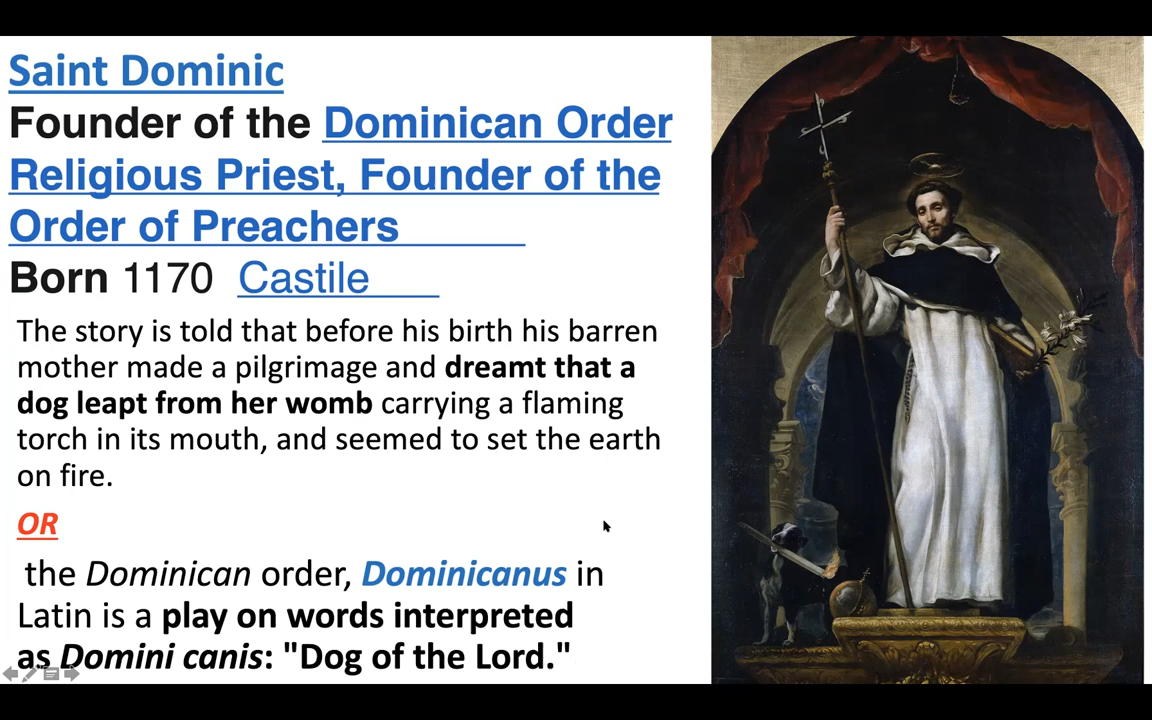 Saint Dominic
Founder of the Dominican Order
Religious Priest, Founder of the
Order of Preachers
Born 1170 Castile
The story is told that before his birth his barren
mother made a pilgrimage and dreamt that a
dog leapt from her womb carrying a flaming
torch in its mouth, and seemed to set the earth
on fire.
OR
the Dominican order, Dominicanus in
Latin is a play on words interpreted
as Domini canis: "Dog of the Lord."